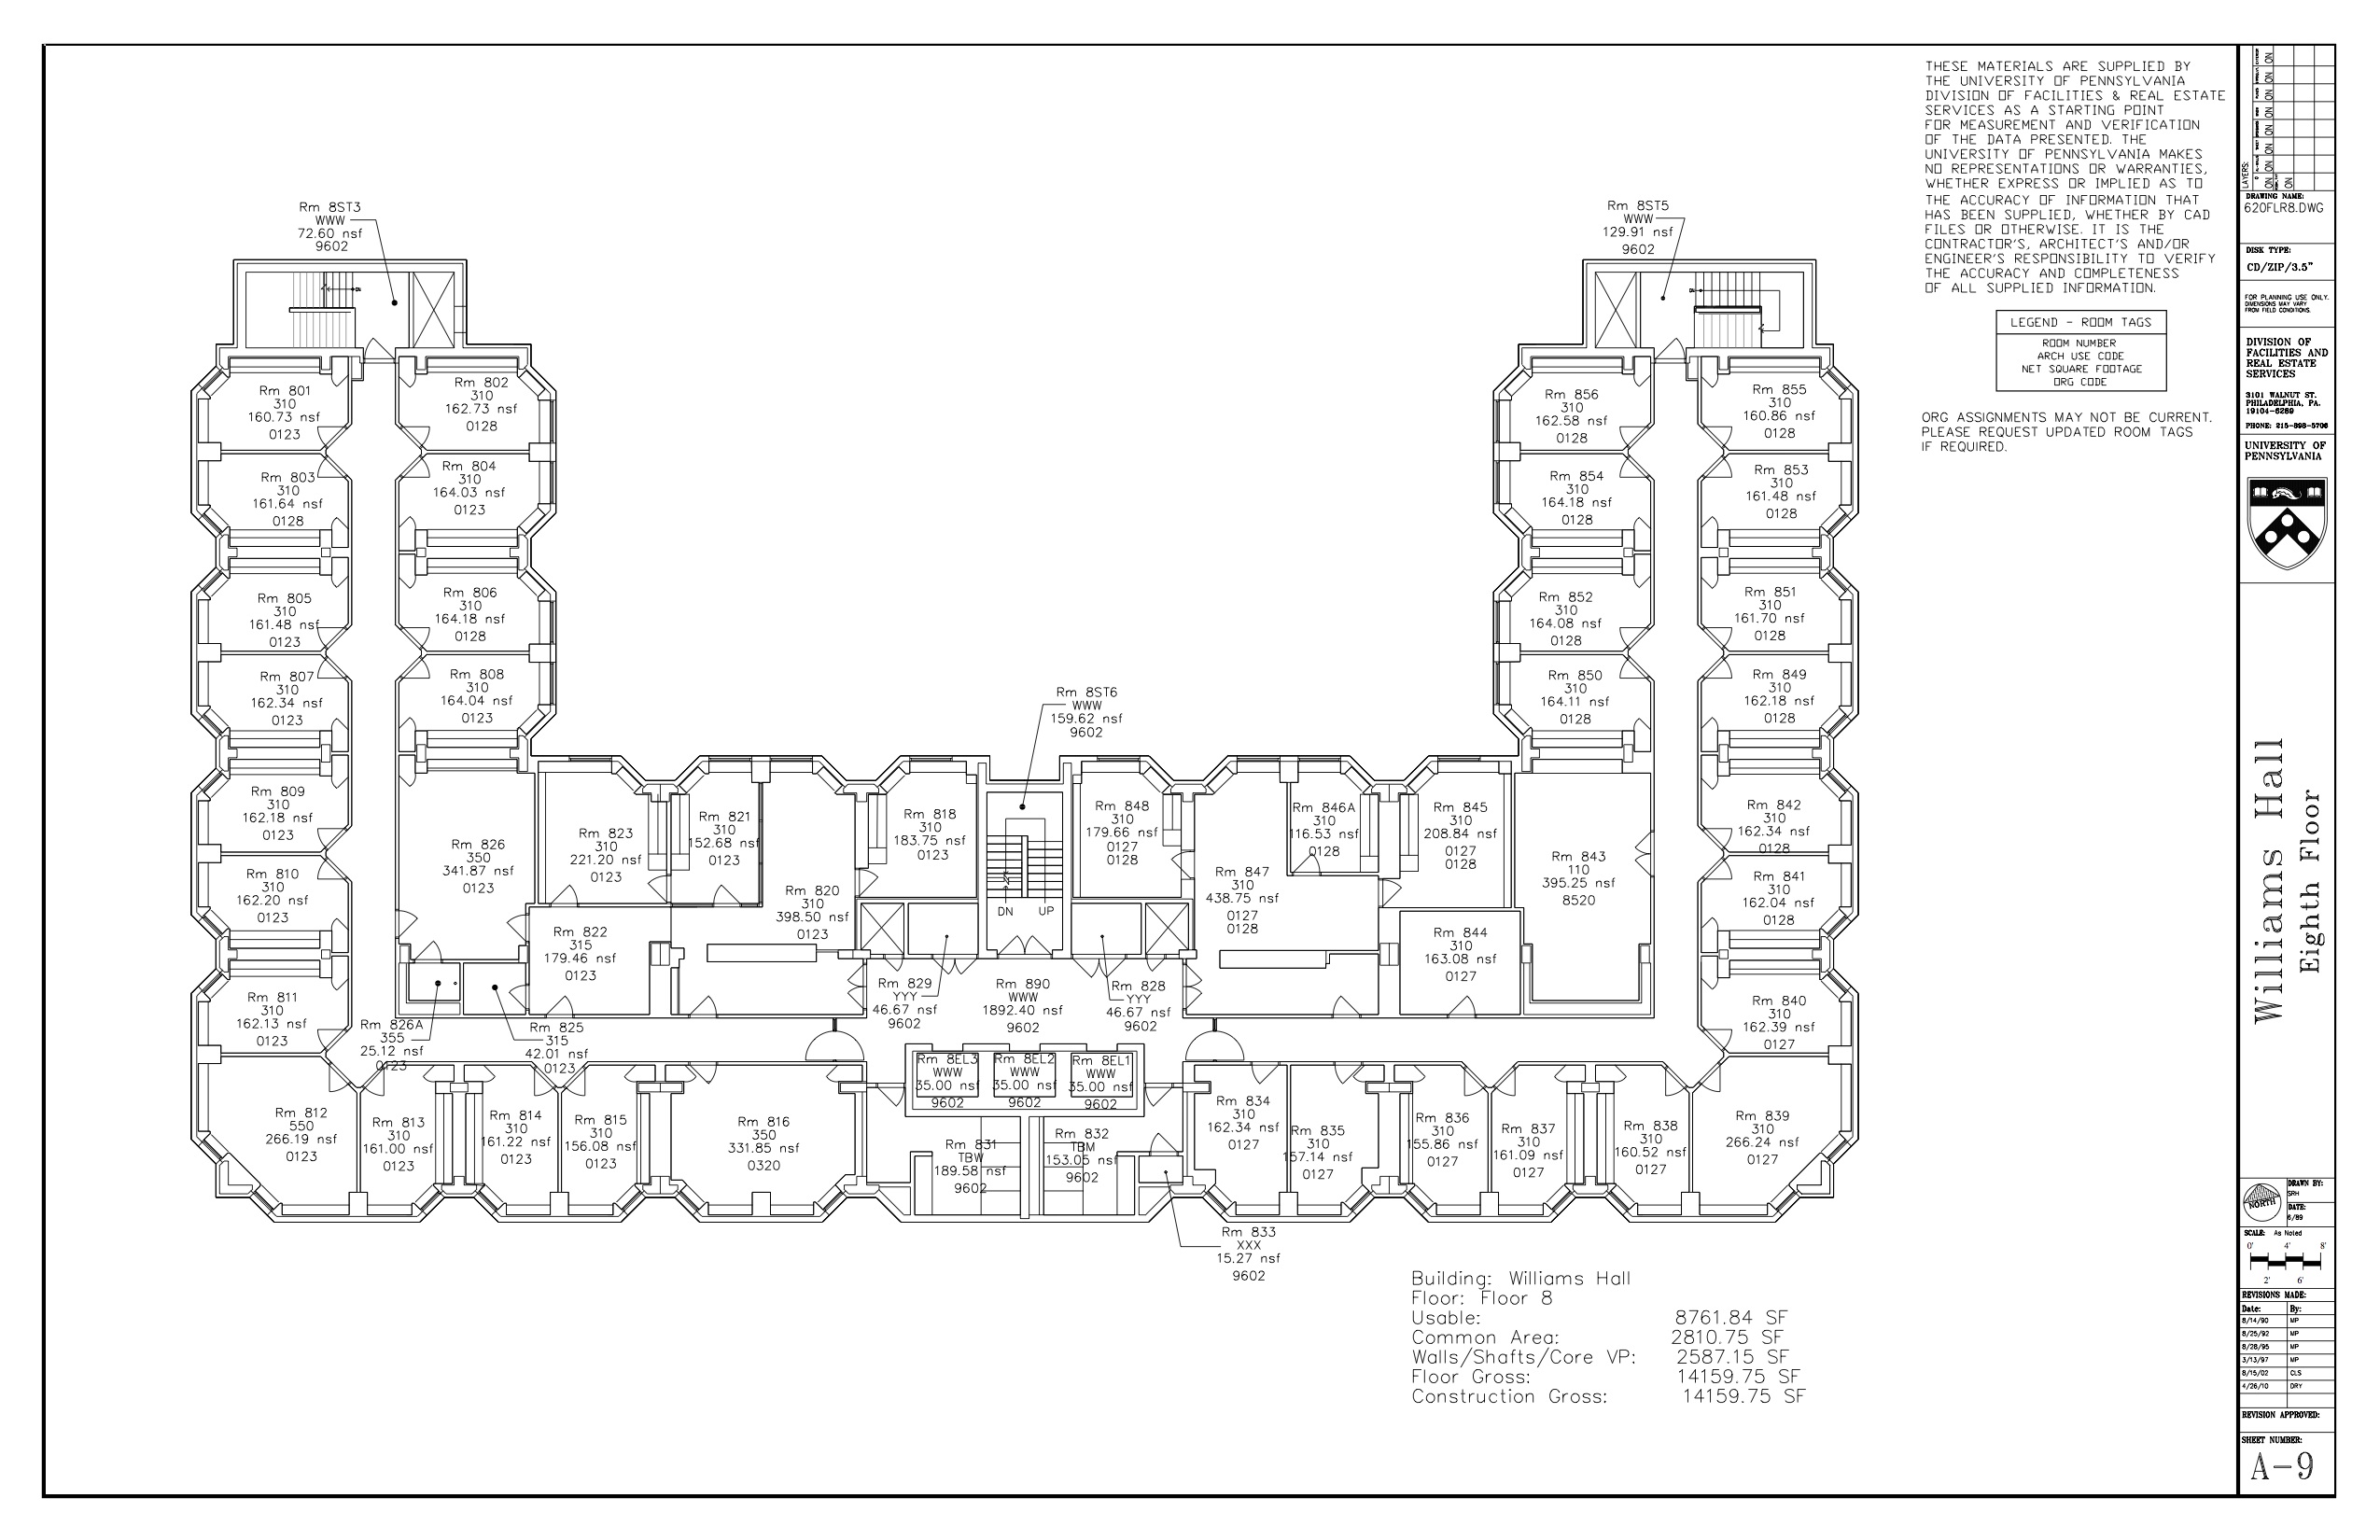 THESE MATERIALS ARE SUPPLIED BY
THE UNIVERSITY OF PENNSYLVANIA
DIVISION OF FACILITIES & REAL ESTATE
SERVICES AS A STARTING POINT
FOR MEASUREMENT AND VERIFICATION
OF THE DATA PRESENTED. THE
UNIVERSITY OF PENNSYLVANIA MAKES
NO REPRESENTATIONS OR WARRANTIES,
WHETHER EXPRESS OR IMPLIED AS TO
THE ACCURACY OF INFORMATION THAT
HAS BEEN SUPPLIED, WHETHER BY CAD
FILES OR OTHERWISE. IT IS THE
CONTRACTOR'S, ARCHITECT'S AND/OR
ENGINEER'S RESPONSIBILITY TO VERIFY
THE ACCURACY AND COMPLETENESS
OF ALL SUPPLIED INFORMATION.
LEGEND - ROOM TAGS
ROOM NUMBER
ARCH USE CODE
NET SQUARE FOOTAGE
ORG CODE
ORG ASSIGNMENTS MAY NOT BE CURRENT.
PLEASE REQUEST UPDATED ROOM TAGS
IF REQUIRED.
Rm 8ST3
WWW
72.60 nsf
9602
Rm 8ST5
WWW
129.91 nsf
9602
DN
DN
Rm 801
310
160.73 nsf
0123
Rm 802
310
162.73 nsf
0128
Rm 803
310
161.64 nsf
0128
Rm 804
310
164.03 nsf
0123
Rm 805
310
161.48 nsf
0123
Rm 806
310
164.18 nsf
0128
Rm 807
310
162.34 nsf
0123
Rm 808
310
164.04 nsf
0123
Rm 809
310
162.18 nsf
0123
Rm 810
310
162.20 nsf
0123
Rm 811
310
162.13 nsf
0123
Rm 812
550
266.19 nsf
0123
Rm 813
310
161.00 nsf
0123
Rm 814
310
161.22 nsf
0123
Rm 815
310
156.08 nsf
0123
Rm 816
350
331.85 nsf
0320
Rm 826
350
341.87 nsf
0123
Rm 826A
355
25.12 nsf
0123
Rm 825
315
42.01 nsf
0123
Rm 823
310
221.20 nsf
0123
Rm 822
315
179.46 nsf
0123
Rm 821
310
152.68 nsf
0123
Rm 820
310
398.50 nsf
0123
Rm 818
310
183.75 nsf
0123
Rm 8ST6
WWW
159.62 nsf
9602
DN
UP
Rm 829
YYY
46.67 nsf
9602
Rm 890
WWW
1892.40 nsf
9602
Rm 828
YYY
46.67 nsf
9602
Rm 8EL3
WWW
35.00 nsf
9602
Rm 8EL2
WWW
35.00 nsf
9602
Rm 8EL1
WWW
35.00 nsf
9602
Rm 831
TBW
189.58 nsf
9602
Rm 832
TBM
153.05 nsf
9602
Rm 833
XXX
15.27 nsf
9602
Rm 848
310
179.66 nsf
0127
0128
Rm 847
310
438.75 nsf
0127
0128
Rm 846A
310
116.53 nsf
0128
Rm 845
310
208.84 nsf
0127
0128
Rm 844
310
163.08 nsf
0127
Rm 843
110
395.25 nsf
8520
Rm 834
310
162.34 nsf
0127
Rm 835
310
157.14 nsf
0127
Rm 836
310
155.86 nsf
0127
Rm 837
310
161.09 nsf
0127
Rm 838
310
160.52 nsf
0127
Rm 839
310
266.24 nsf
0127
Rm 840
310
162.39 nsf
0127
Rm 841
310
162.04 nsf
0128
Rm 842
310
162.34 nsf
0128
Rm 849
310
162.18 nsf
0128
Rm 850
310
164.11 nsf
0128
Rm 851
310
161.70 nsf
0128
Rm 852
310
164.08 nsf
0128
Rm 853
310
161.48 nsf
0128
Rm 854
310
164.18 nsf
0128
Rm 855
310
160.86 nsf
0128
Rm 856
310
162.58 nsf
0128
Building: Williams Hall
Floor: Floor 8
Usable: 8761.84 SF
Common Area: 2810.75 SF
Walls/Shafts/Core VP: 2587.15 SF
Floor Gross: 14159.75 SF
Construction Gross: 14159.75 SF
LAYERS:
ON
ON
ON
ON
ON
ON
ON
ON
DRAWING NAME:
620FLR8.DWG
DISK TYPE:
CD/ZIP/3.5"
FOR PLANNING USE ONLY.
DIMENSIONS MAY VARY
FROM FIELD CONDITIONS.
DIVISION OF
FACILITIES AND
REAL ESTATE
SERVICES
3101 WALNUT ST.
PHILADELPHIA, PA.
19104-6289
PHONE: 215-898-5706
UNIVERSITY OF
PENNSYLVANIA
Williams Hall
Eighth Floor
NORTH
DRAWN BY:
SRH
DATE:
6/89
SCALE: As Noted
0' 4' 8'
2' 6'
REVISIONS MADE:
Date: By:
8/14/90 MP
8/25/92 MP
8/28/95 MP
3/13/97 MP
8/15/02 CLS
4/26/10 DRY
REVISION APPROVED:
SHEET NUMBER:
A-9